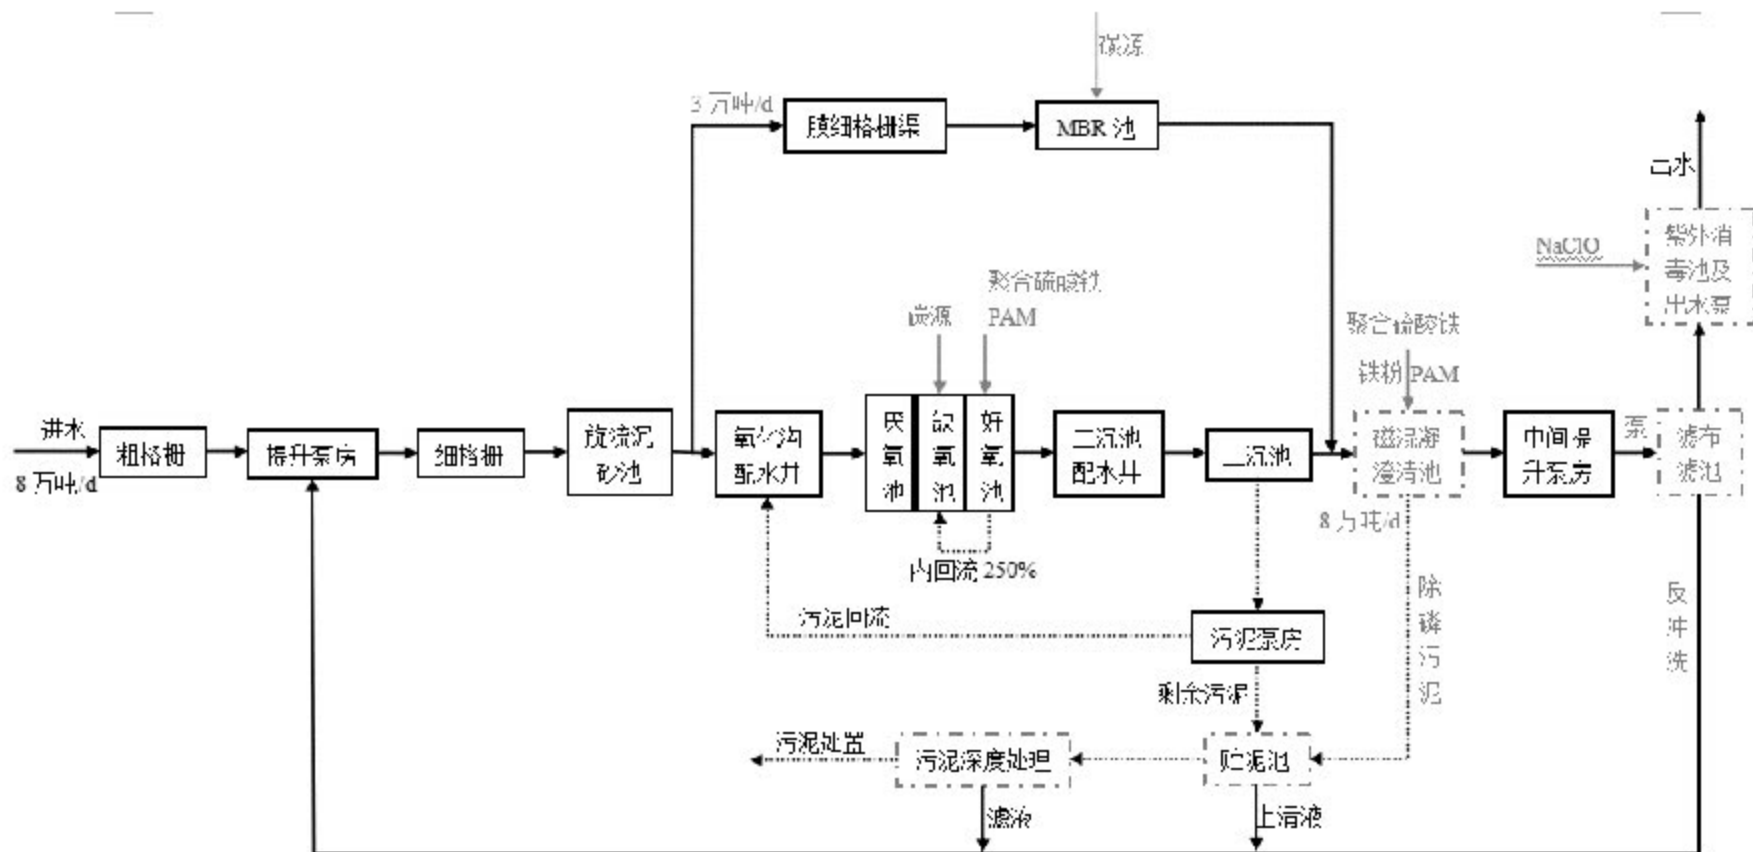 碳源
3 万吨/d
膜细格栅渠
MBR 池
出水
紫外消
毒池及
出水泵
NaClO
聚合硫酸铁
PAM
碳源
聚合硫酸铁
铁粉 PAM
进水
8 万吨/d
粗格栅
提升泵房
细格栅
旋流沉
砂池
氧化沟
配水井
厌氧池
缺氧池
好氧池
二沉池
配水井
二沉池
磁混凝
澄清池
8 万吨/d
中间提
升泵房
泵
滤布
滤池
内回流 250%
污泥回流
污泥泵房
除磷污泥
反冲洗
剩余污泥
污泥处置
污泥深度处理
贮泥池
滤液
上清液